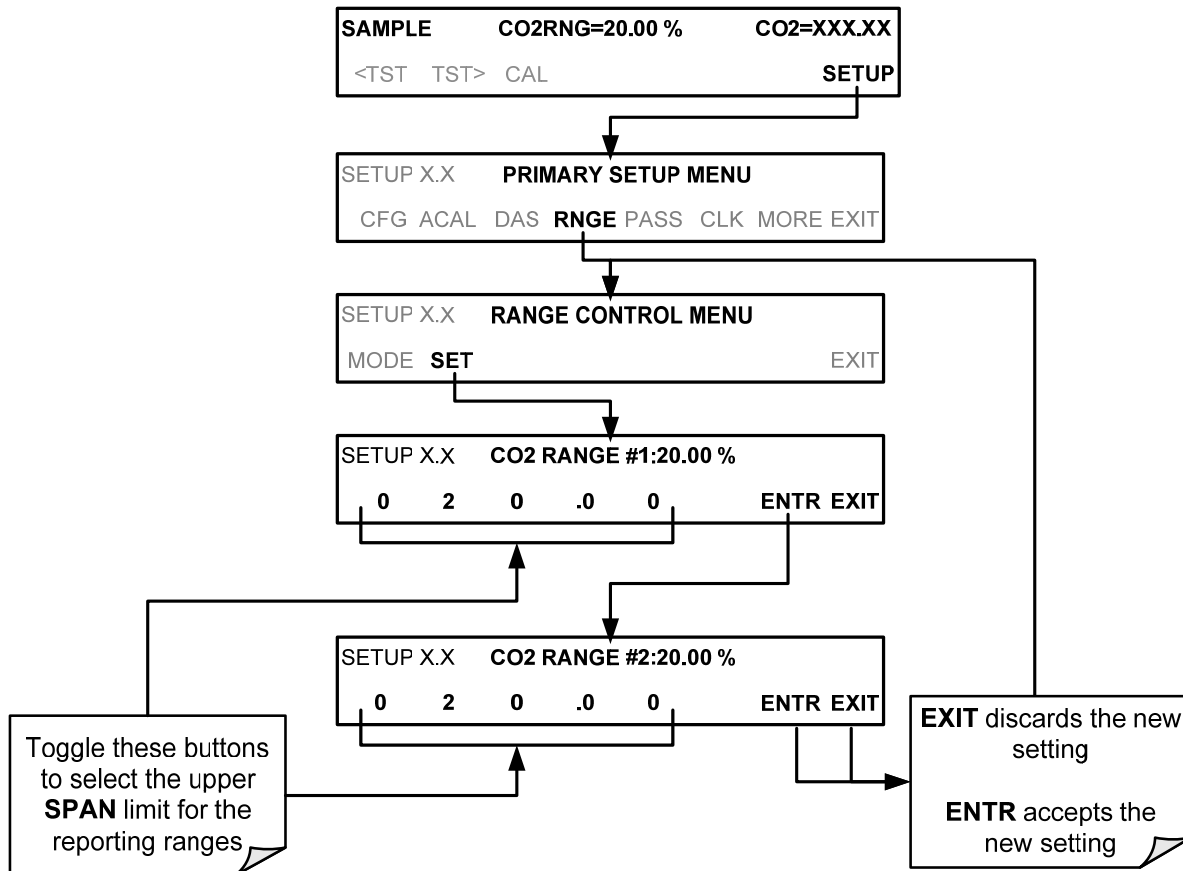 SAMPLE CO2RNG=20.00 % CO2=XXX.XX
<TST TST> CAL SETUP
SETUP X.X PRIMARY SETUP MENU
CFG ACAL DAS RNGE PASS CLK MORE EXIT
SETUP X.X RANGE CONTROL MENU
MODE SET EXIT
SETUP X.X CO2 RANGE #1:20.00 %
0 2 0 .0 0 ENTR EXIT
SETUP X.X CO2 RANGE #2:20.00 %
0 2 0 .0 0 ENTR EXIT
Toggle these buttons
to select the upper
SPAN limit for the
reporting ranges
EXIT discards the new
setting
ENTR accepts the
new setting